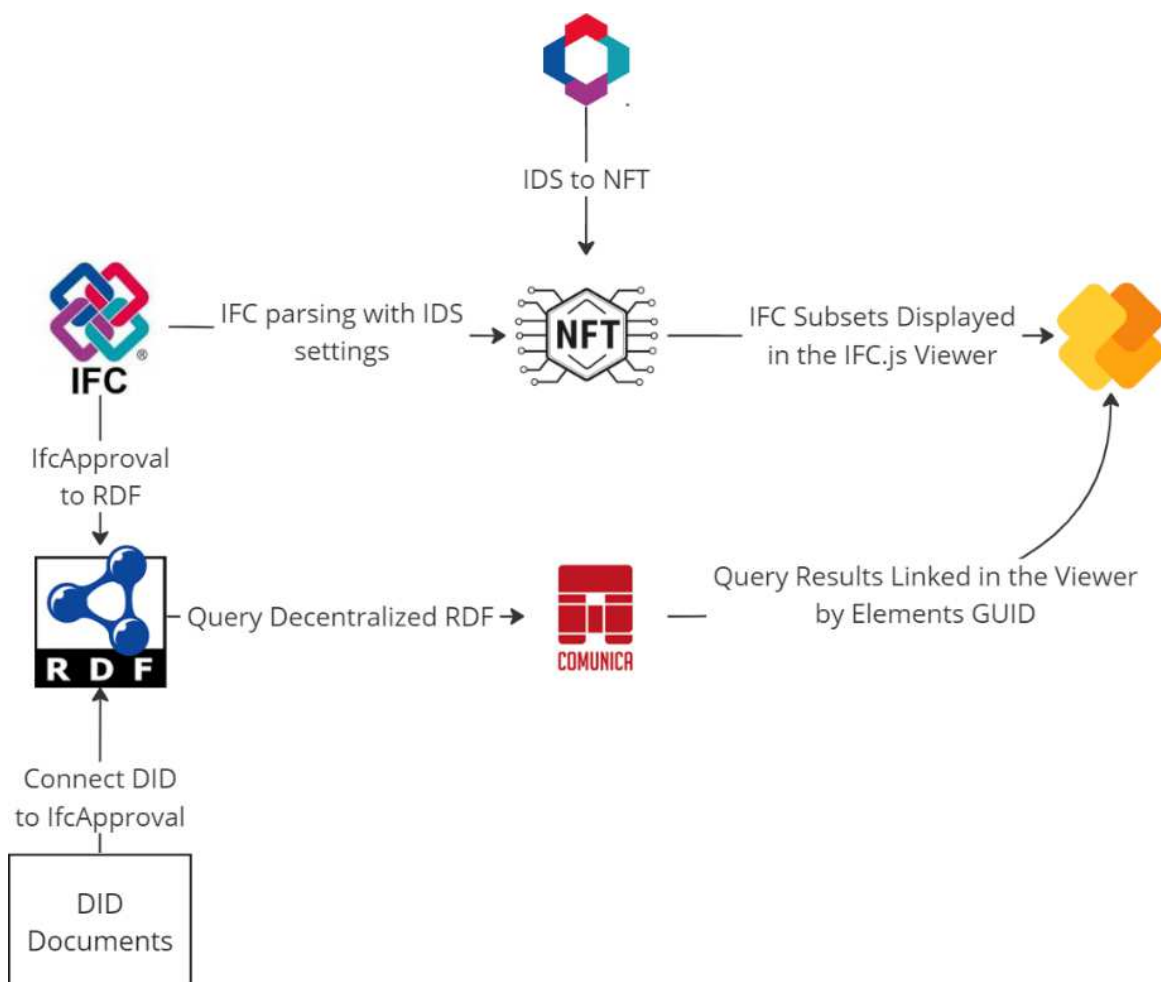 IDS to NFT
IFC parsing with IDS
settings
NFT
IFC Subsets Displayed
in the IFC.js Viewer
®
IFC
IfcApproval
to RDF
Query Decentralized RDF
RDF
COMUNICA
Query Results Linked in the Viewer
by Elements GUID
Connect DID
to IfcApproval
DID
Documents